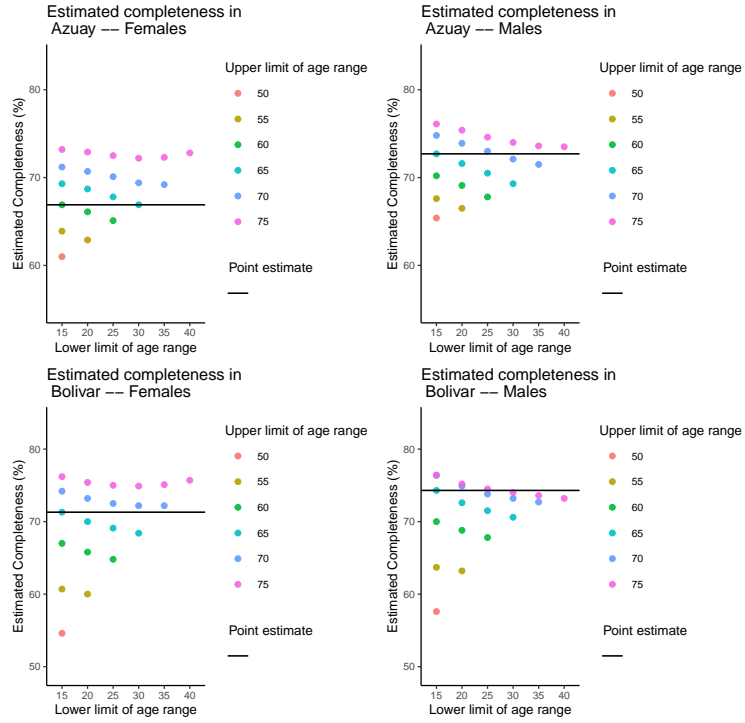 Estimated completeness in
Azuay −− Females
Estimated Completeness (%)
80
70
60
15 20 25 30 35 40
Lower limit of age range
Upper limit of age range
50
55
60
65
70
75
Point estimate
Estimated completeness in
Azuay −− Males
Estimated Completeness (%)
80
70
60
15 20 25 30 35 40
Lower limit of age range
Upper limit of age range
50
55
60
65
70
75
Point estimate
Estimated completeness in
Bolivar −− Females
Estimated Completeness (%)
80
70
60
50
15 20 25 30 35 40
Lower limit of age range
Upper limit of age range
50
55
60
65
70
75
Point estimate
Estimated completeness in
Bolivar −− Males
Estimated Completeness (%)
80
70
60
50
15 20 25 30 35 40
Lower limit of age range
Upper limit of age range
50
55
60
65
70
75
Point estimate